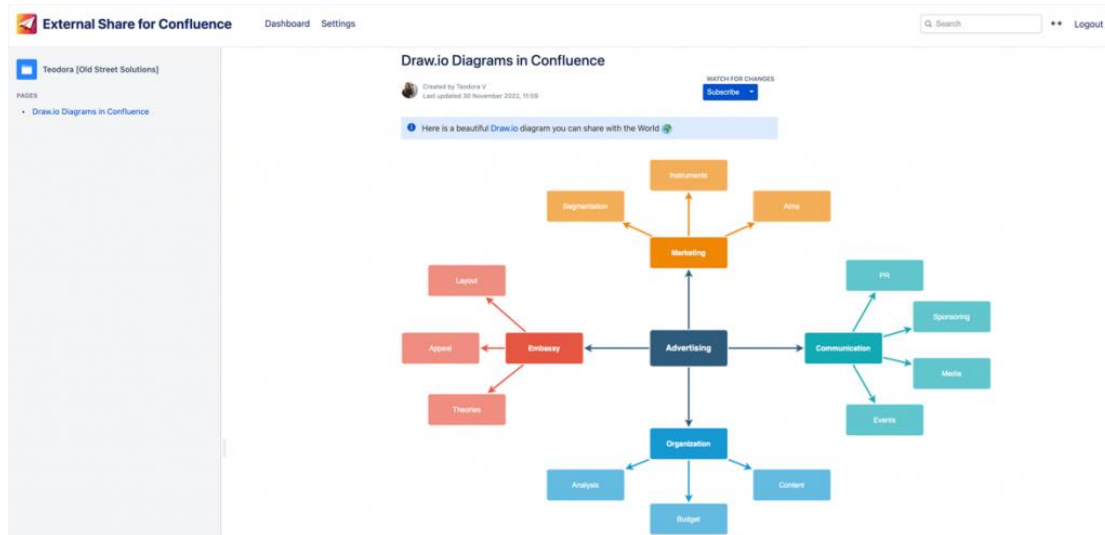 External Share for Confluence
Dashboard Settings
Search
Logout
Teodora [Old Street Solutions]
PAGES
Draw.io Diagrams in Confluence
Draw.io Diagrams in Confluence
Created by Teodora V
Last updated 30 November 2022, 11:09
WATCH FOR CHANGES
Subscribe
Here is a beautiful Draw.io diagram you can share with the World
Instruments
Segmentation
Aims
Marketing
Layout
PR
Sponsoring
Appeal
Embassy
Advertising
Communication
Media
Theories
Events
Organization
Analysis
Content
Budget